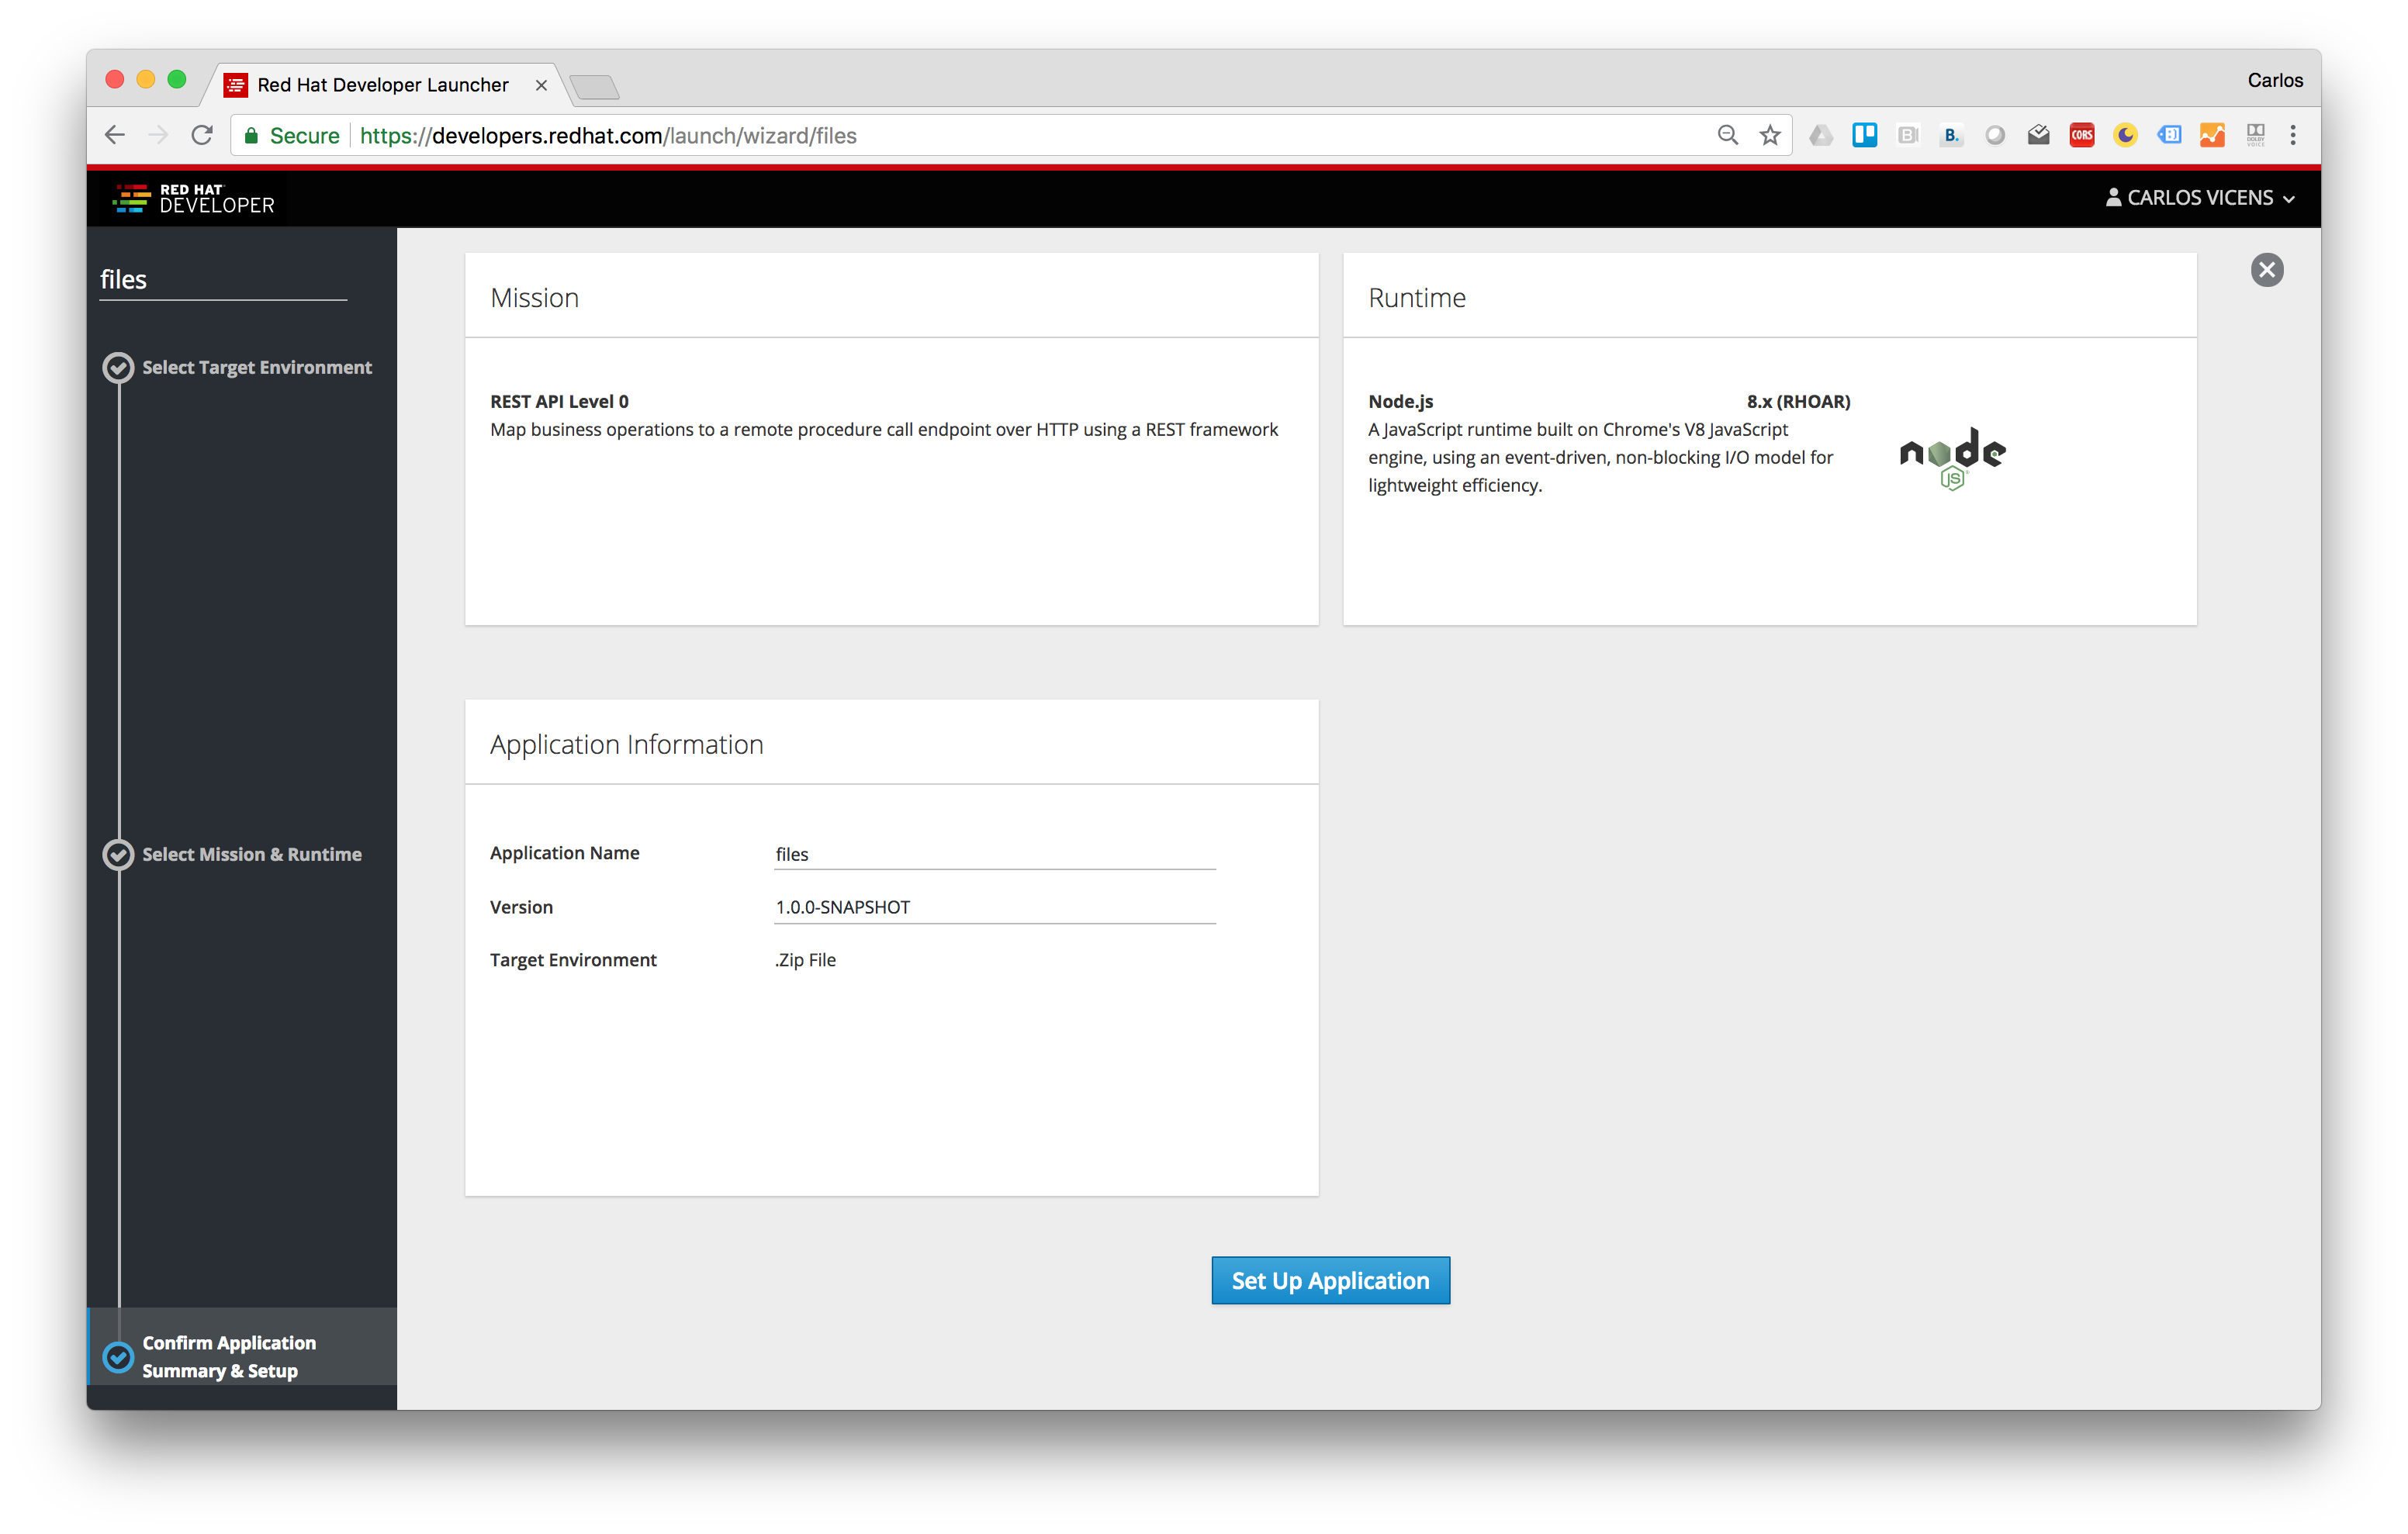 Red Hat Developer Launcher
Carlos
Secure https://developers.redhat.com/launch/wizard/files
B. CORS DOLBY VOICE
RED HAT
DEVELOPER
CARLOS VICENS
files
Select Target Environment
Select Mission & Runtime
Confirm Application
Summary & Setup
Mission
REST API Level 0
Map business operations to a remote procedure call endpoint over HTTP using a REST framework
Runtime
Node.js 8.x (RHOAR)
A JavaScript runtime built on Chrome's V8 JavaScript
engine, using an event-driven, non-blocking I/O model for
lightweight efficiency.
node
JS
Application Information
Application Name files
Version 1.0.0-SNAPSHOT
Target Environment .Zip File
Set Up Application